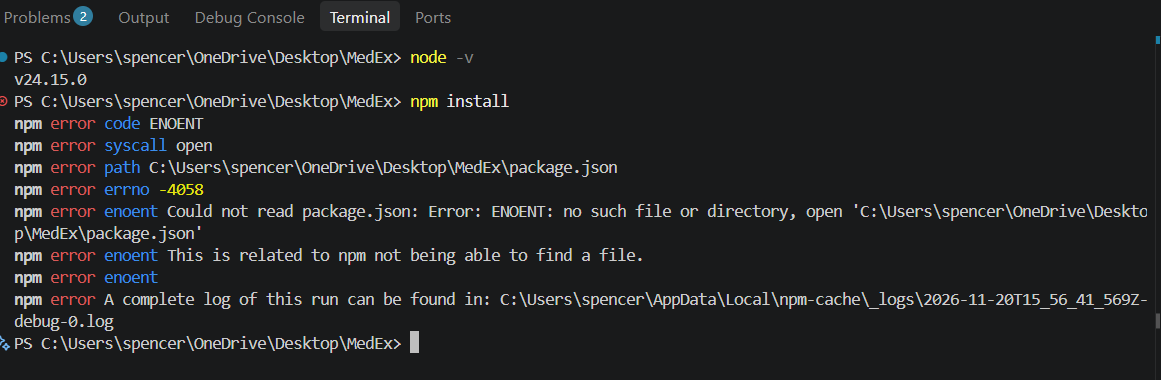 Problems 2 Output Debug Console Terminal Ports
PS C:\Users\spencer\OneDrive\Desktop\MedEx> node -v
v24.15.0
PS C:\Users\spencer\OneDrive\Desktop\MedEx> npm install
npm error code ENOENT
npm error syscall open
npm error path C:\Users\spencer\OneDrive\Desktop\MedEx\package.json
npm error errno -4058
npm error enoent Could not read package.json: Error: ENOENT: no such file or directory, open 'C:\Users\spencer\OneDrive\Deskto
p\MedEx\package.json'
npm error enoent This is related to npm not being able to find a file.
npm error enoent
npm error A complete log of this run can be found in: C:\Users\spencer\AppData\Local\npm-cache\_logs\2026-11-20T15_56_41_569Z-
debug-0.log
PS C:\Users\spencer\OneDrive\Desktop\MedEx>